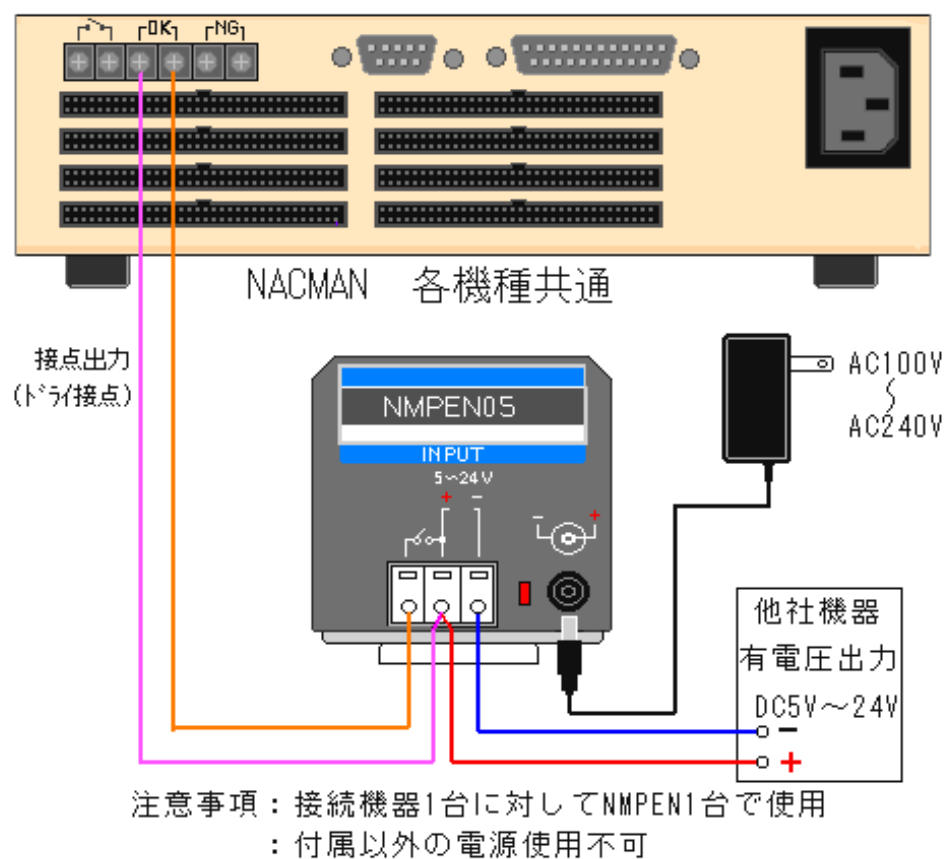 OK NG
NACMAN 各機種共通
接点出力
(ﾄﾞﾗｲ接点)
NMPEN05
INPUT
5～24V
+ −
− +
AC100V
～
AC240V
他社機器
有電圧出力
DC5V～24V
−
+
注意事項：接続機器1台に対してNMPEN1台で使用
：付属以外の電源使用不可